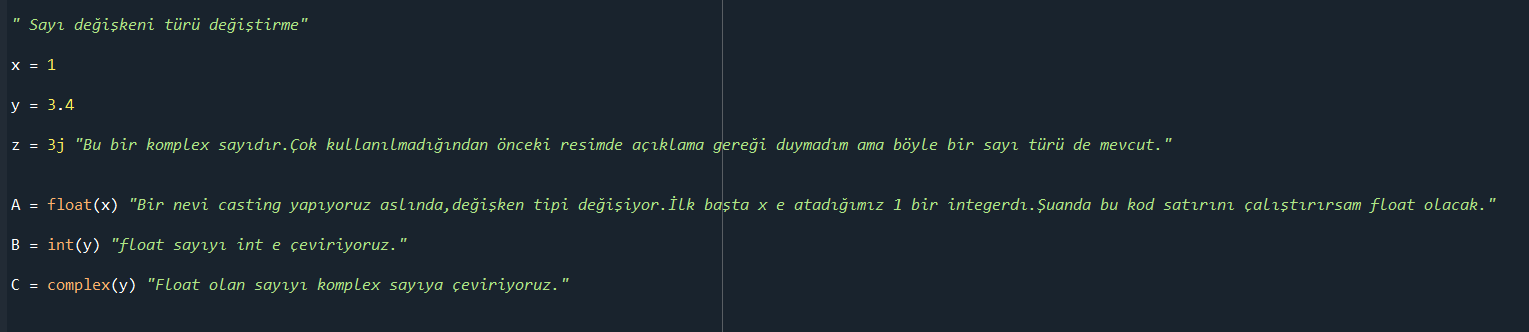 " Sayı değişkeni türü değiştirme"
x = 1
y = 3.4
z = 3j "Bu bir komplex sayıdır.Çok kullanılmadığından önceki resimde açıklama gereği duymadım ama böyle bir sayı türü de mevcut."
A = float(x) "Bir nevi casting yapıyoruz aslında,değişken tipi değişiyor.İlk başta x e atadığımız 1 bir integerdı.Şuanda bu kod satırını çalıştırırsam float olacak."
B = int(y) "float sayıyı int e çeviriyoruz."
C = complex(y) "Float olan sayıyı komplex sayıya çeviriyoruz."